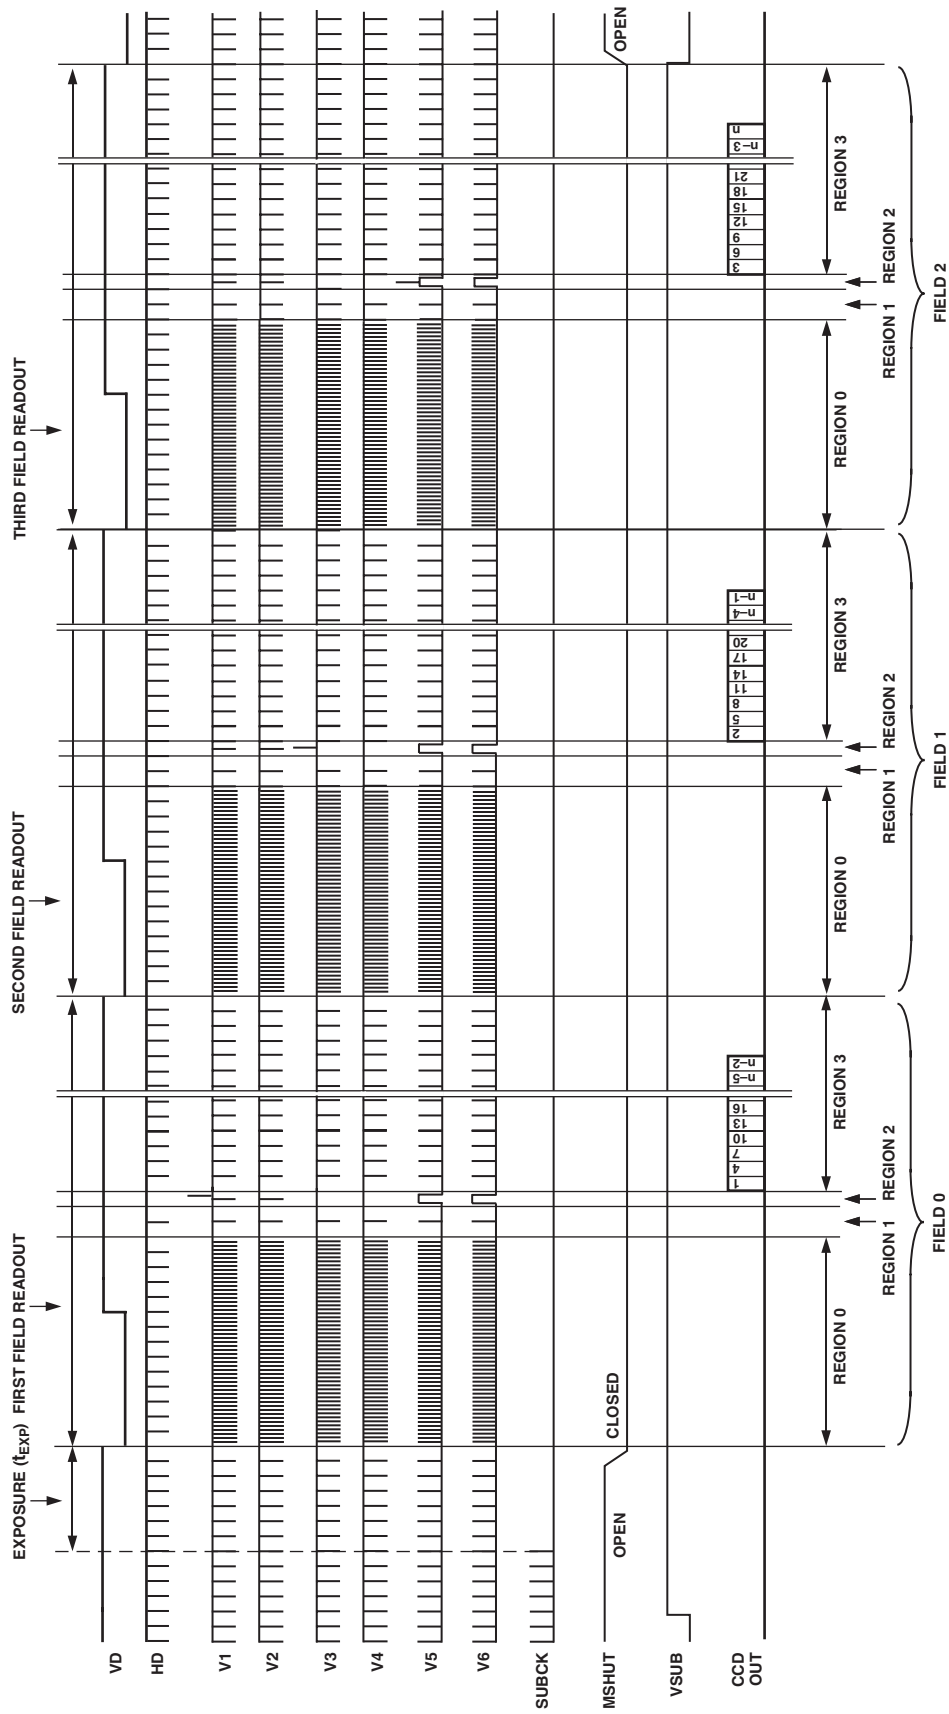 EXPOSURE (tEXP)
FIRST FIELD READOUT
SECOND FIELD READOUT
THIRD FIELD READOUT
VD
HD
V1
V2
V3
V4
V5
V6
SUBCK
MSHUT
OPEN
CLOSED
OPEN
VSUB
CCD
OUT
1 4 7 10 13 16 n–5 n–2
2 5 8 11 14 17 20 n–4 n–1
3 6 9 12 15 18 21 n–3 n
REGION 0
REGION 3
REGION 0
REGION 3
REGION 0
REGION 3
REGION 1
REGION 2
REGION 1
REGION 2
REGION 1
REGION 2
FIELD 0
FIELD 1
FIELD 2